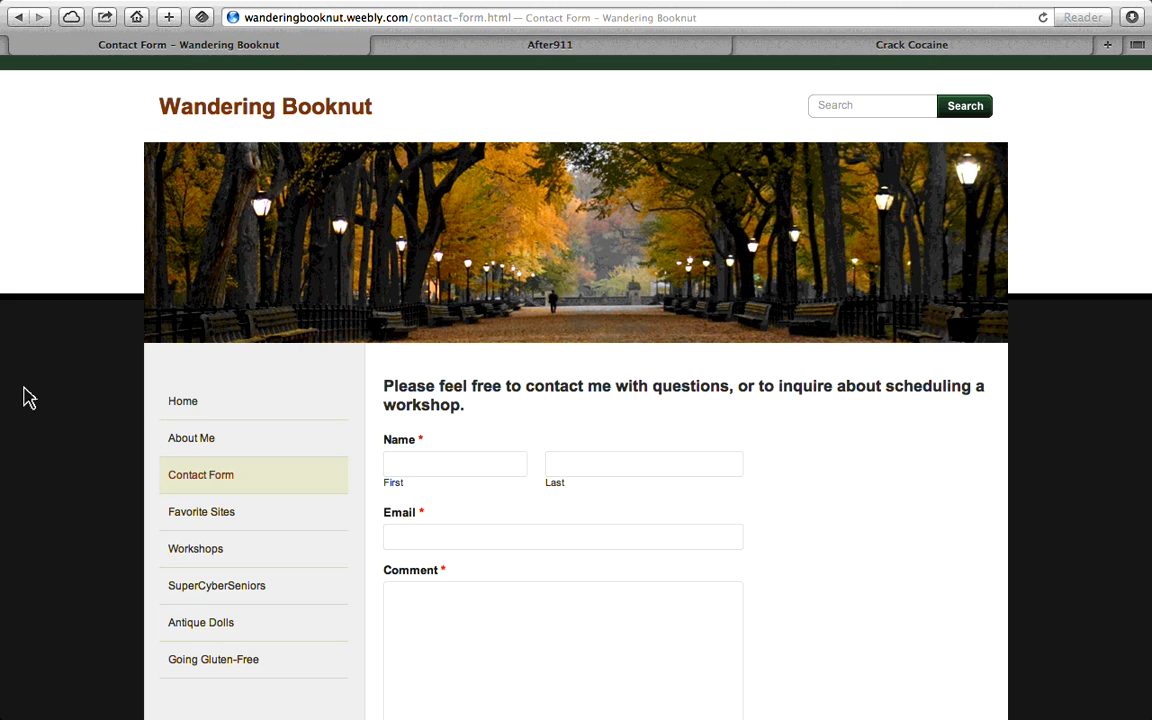 wanderingbooknut.weebly.com/contact-form.html — Contact Form – Wandering Booknut
Reader
Contact Form – Wandering Booknut
After911
Crack Cocaine
Wandering Booknut
Search
Search
Home
About Me
Contact Form
Favorite Sites
Workshops
SuperCyberSeniors
Antique Dolls
Going Gluten-Free
Please feel free to contact me with questions, or to inquire about scheduling a
workshop.
Name *
First
Last
Email *
Comment *